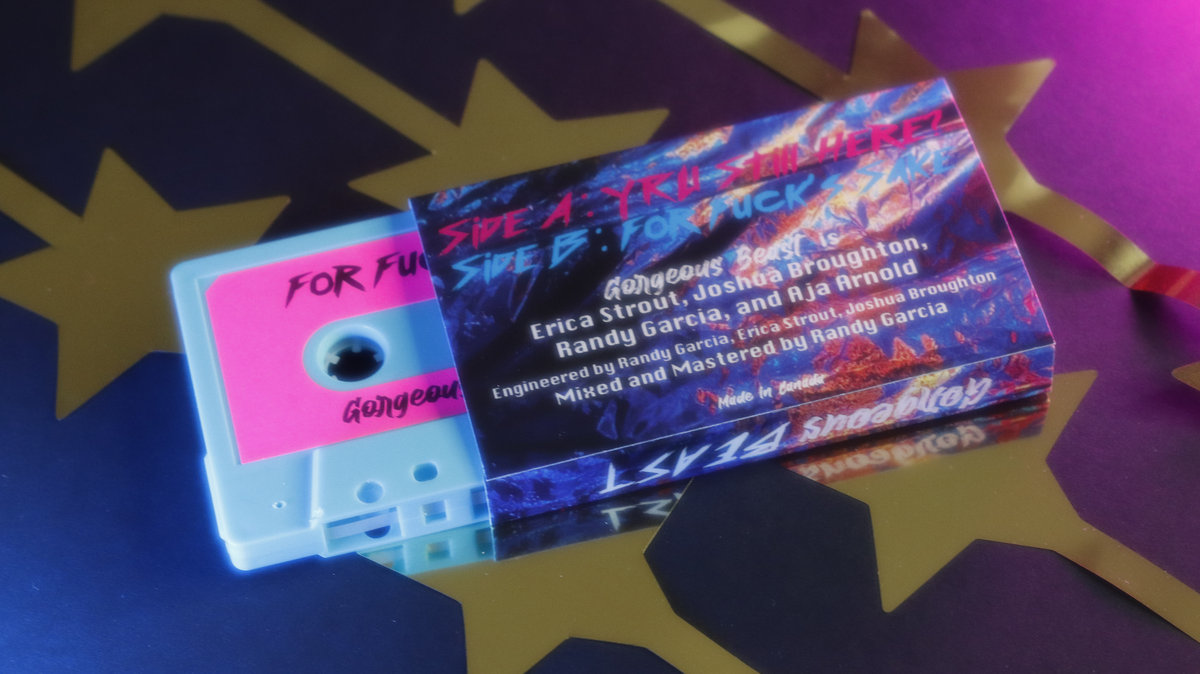 FOR FUC
Gorgeous
SIDE A: YRU Still HERE?
SIDE B: FOR FUCK'S SAKE
Gorgeous Beast is
Erica Strout, Joshua Broughton,
Randy Garcia, and Aja Arnold
Engineered by Randy Garcia, Erica Strout, Joshua Broughton
Mixed and Mastered by Randy Garcia
Made In Canada
Gorgeous BEAST